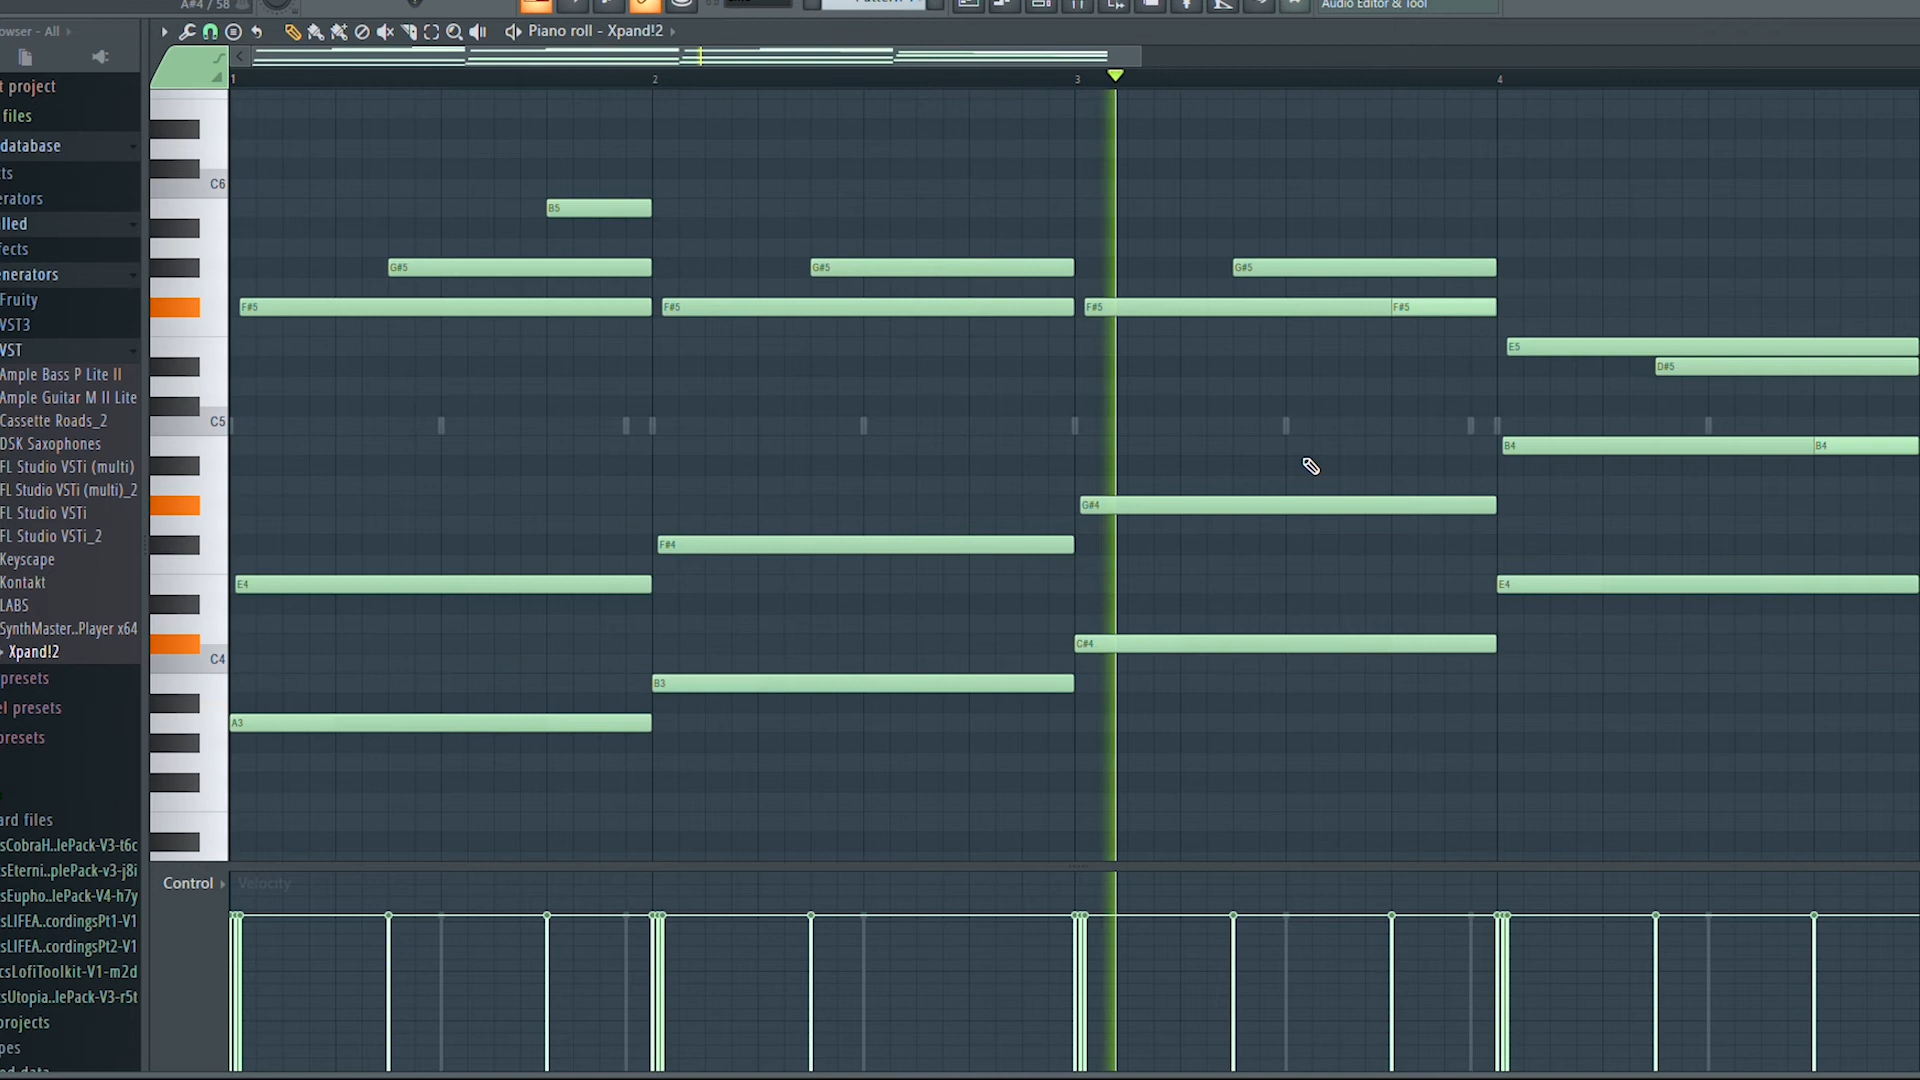 A#4 / 58
Audio Editor & Tool
owser - All
Piano roll - Xpand!2
1 2 3 4
t project
files
database
cts
erators
lled
fects
enerators
Fruity
VST3
VST
Ample Bass P Lite II
Ample Guitar M II Lite
Cassette Roads_2
DSK Saxophones
FL Studio VSTi (multi)
FL Studio VSTi (multi)_2
FL Studio VSTi
FL Studio VSTi_2
Keyscape
Kontakt
LABS
SynthMaster..Player x64
Xpand!2
presets
el presets
presets
ard files
sCobraH..lePack-V3-t6c
sEterni..plePack-v3-j8i
sEupho..lePack-V4-h7y
sLIFEA..cordingsPt1-V1
sLIFEA..cordingsPt2-V1
csLofiToolkit-V1-m2d
sUtopia..lePack-V3-r5t
projects
pes
C6
C5
C4
B5
G#5 G#5 G#5
F#5 F#5 F#5 F#5
E5
D#5
B4 B4
G#4
F#4
E4 E4
C#4
B3
A3
Control Velocity